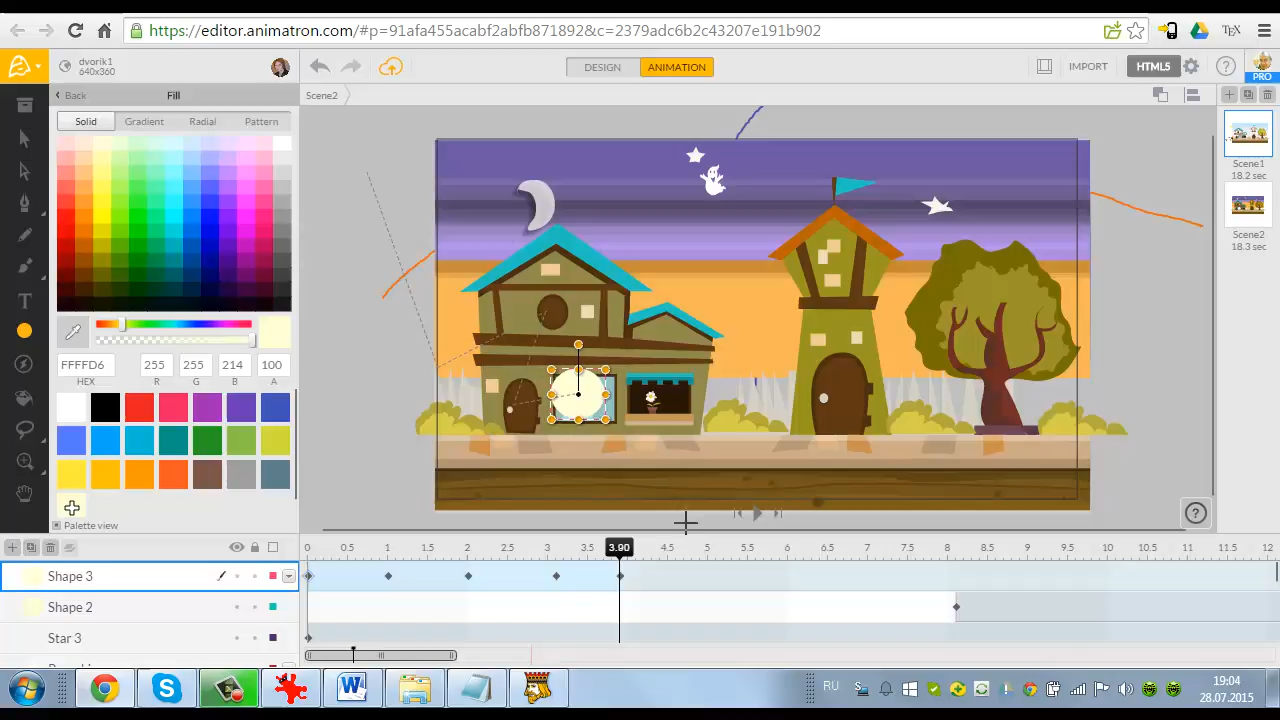 https://editor.animatron.com/#p=91afa455acabf2abfb871892&c=2379adc6b2c43207e191b902
TEX
dvorik1
640x360
DESIGN
ANIMATION
IMPORT
HTML5
?
PRO
Back
Fill
Scene2
Solid
Gradient
Radial
Pattern
T
Scene1
18.2 sec
Scene2
18.3 sec
FFFFD6
255
255
214
100
HEX
R
G
B
A
Palette view
?
3.90
0
0.5
1
1.5
2
2.5
3
3.5
4.5
5
5.5
6
6.5
7
7.5
8
8.5
9
9.5
10
10.5
11
11.5
12
Shape 3
Shape 2
Star 3
RU
19:04
28.07.2015